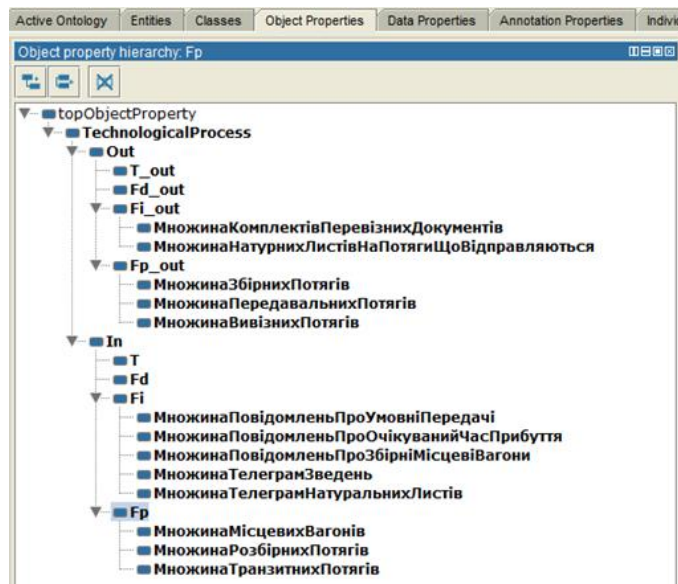 Active Ontology Entities Classes Object Properties Data Properties Annotation Properties
Object property hierarchy: Fp
topObjectProperty
TechnologicalProcess
Out
T_out
Fd_out
Fi_out
МножинаКомплектівПеревізнихДокументів
МножинаНатурнихЛистівНаПотягиЩоВідправляються
Fp_out
МножинаЗбірнихПотягів
МножинаПередавальнихПотягів
МножинаВивізнихПотягів
In
T
Fd
Fi
МножинаПовідомленьПроУмовніПередачі
МножинаПовідомленьПроОчікуванийЧасПрибуття
МножинаПовідомленьПроЗбірніМісцевіВагони
МножинаТелеграмЗведень
МножинаТелеграмНатуральнихЛистів
Fp
МножинаМісцевихВагонів
МножинаРозбірнихПотягів
МножинаТранзитнихПотягів